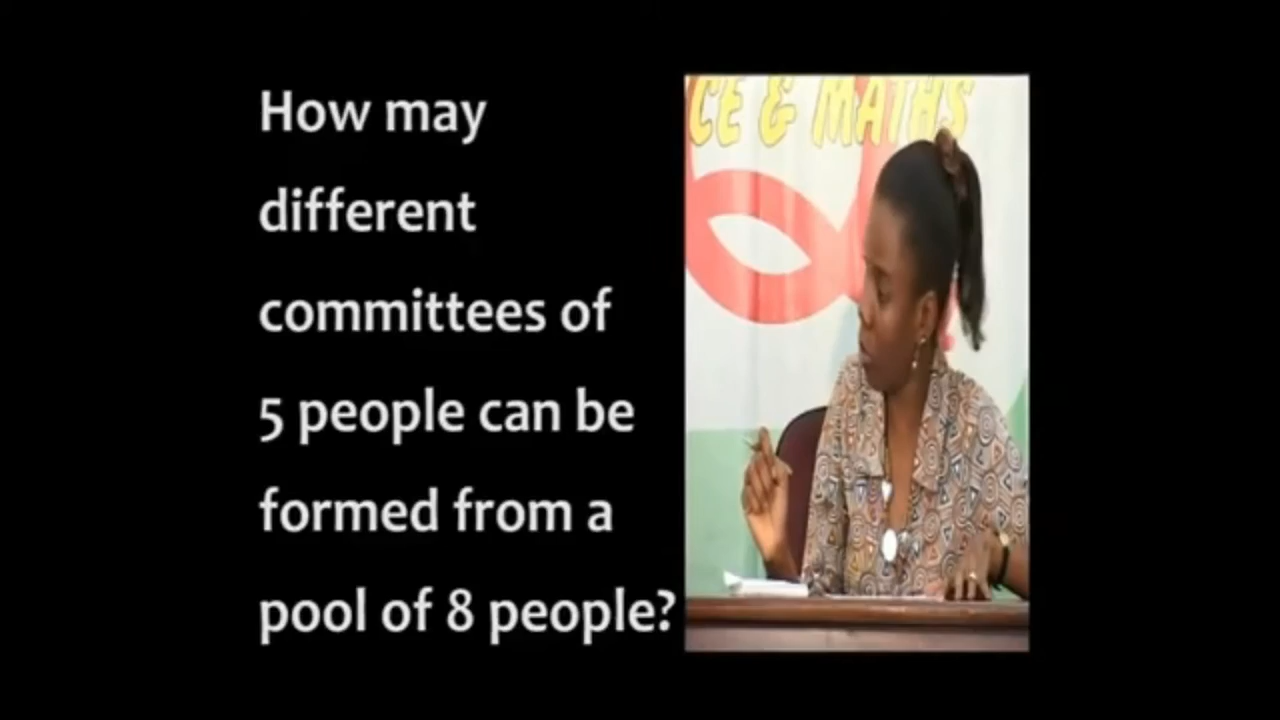 How may
different
committees of
5 people can be
formed from a
pool of 8 people?
CE & MATHS